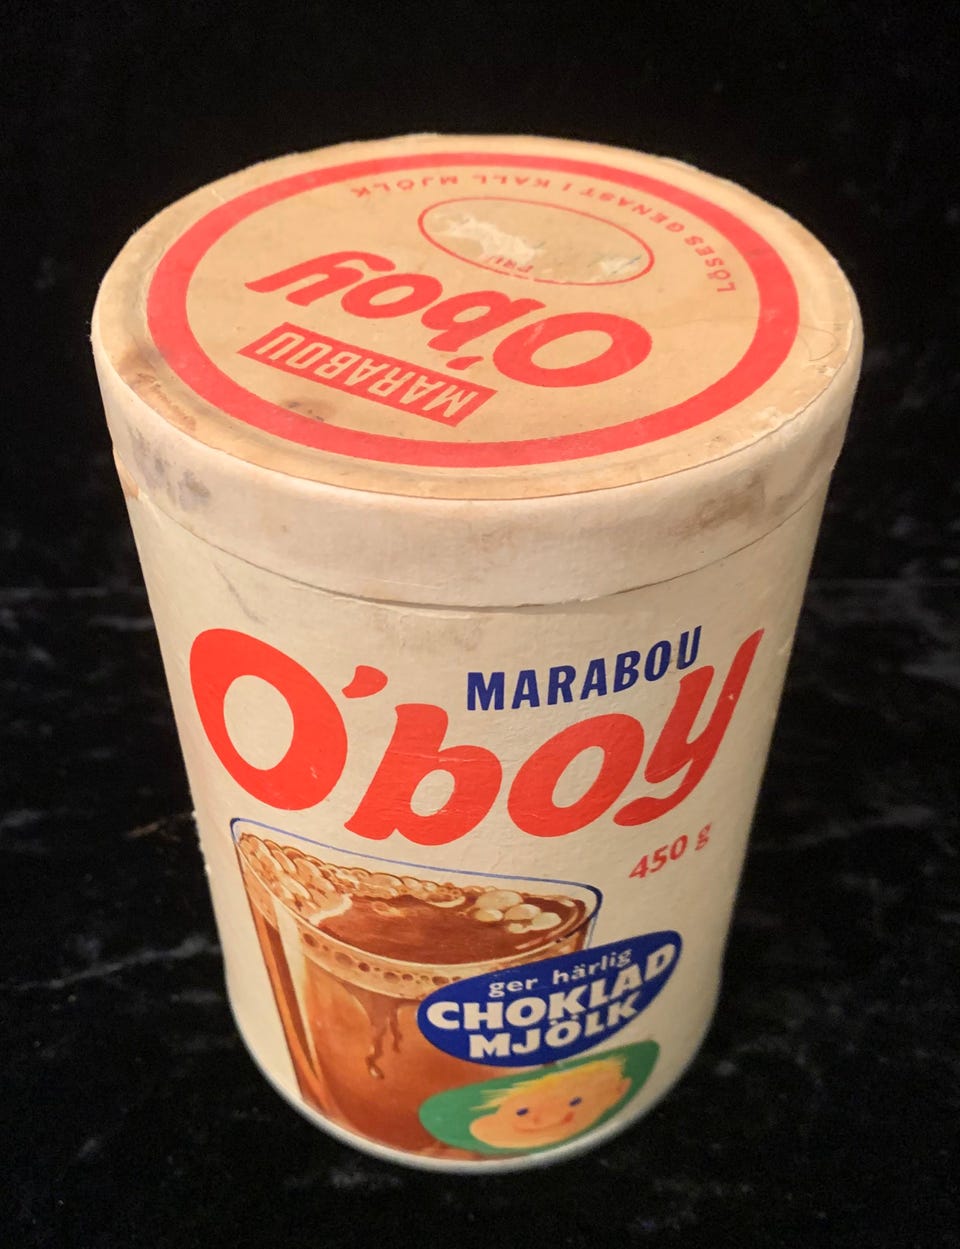 LÖSES GENAST I KALL MJÖLK
O'boy
MARABOU
MARABOU
O'boy
450 g
ger härlig
CHOKLAD
MJÖLK